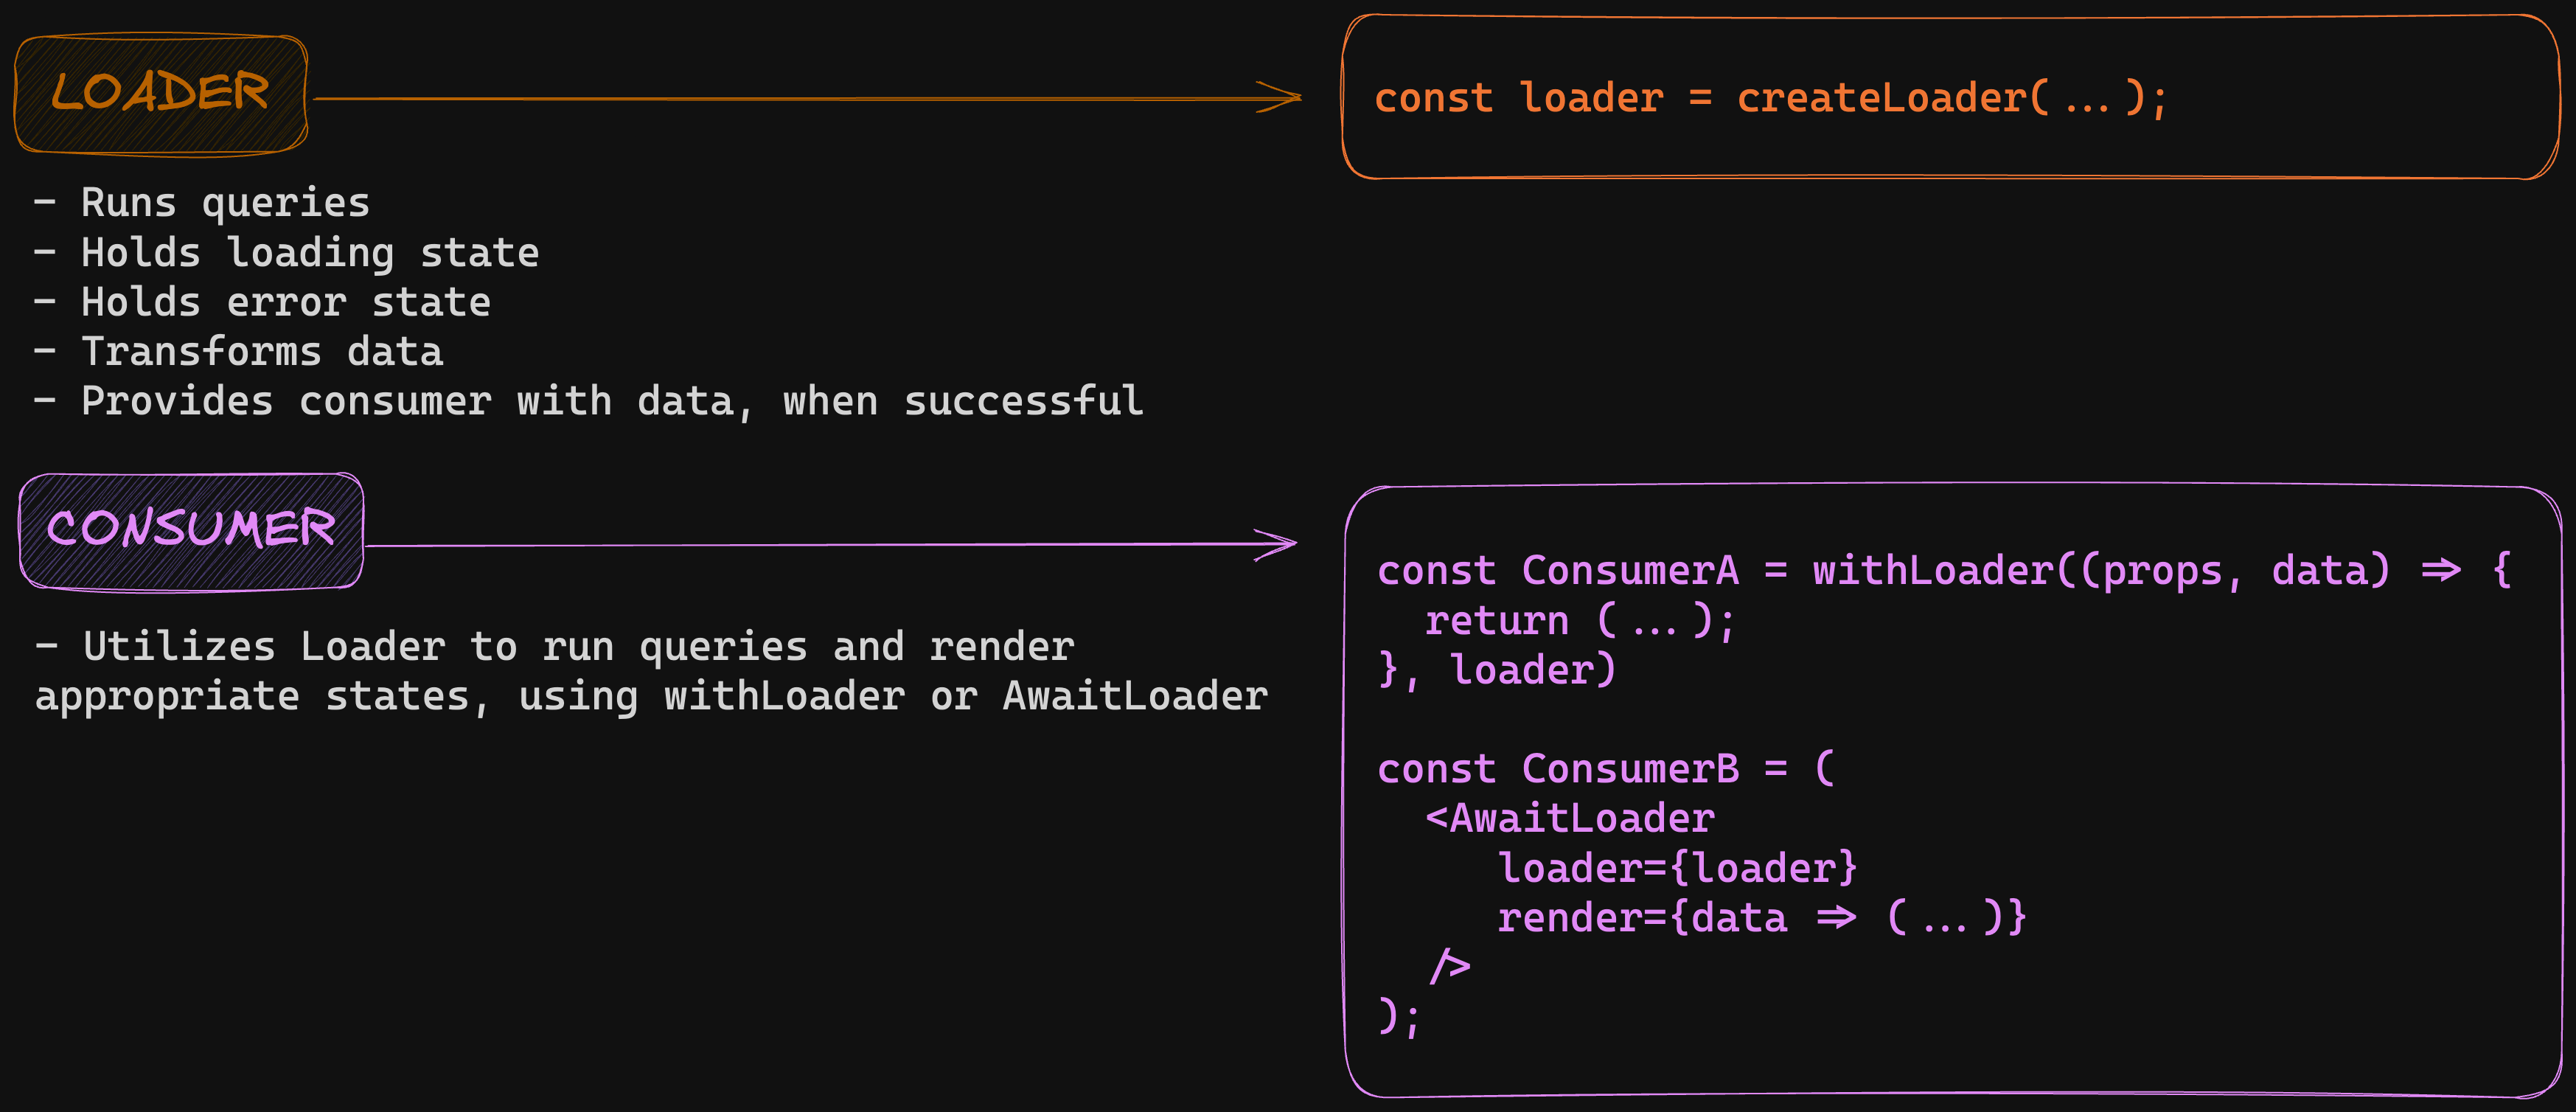 LOADER
const loader = createLoader(...);
- Runs queries
- Holds loading state
- Holds error state
- Transforms data
- Provides consumer with data, when successful
CONSUMER
- Utilizes Loader to run queries and render
appropriate states, using withLoader or AwaitLoader
const ConsumerA = withLoader((props, data) => {
  return (...);
}, loader)
const ConsumerB = (
  <AwaitLoader
     loader={loader}
     render={data => (...)}
  />
);